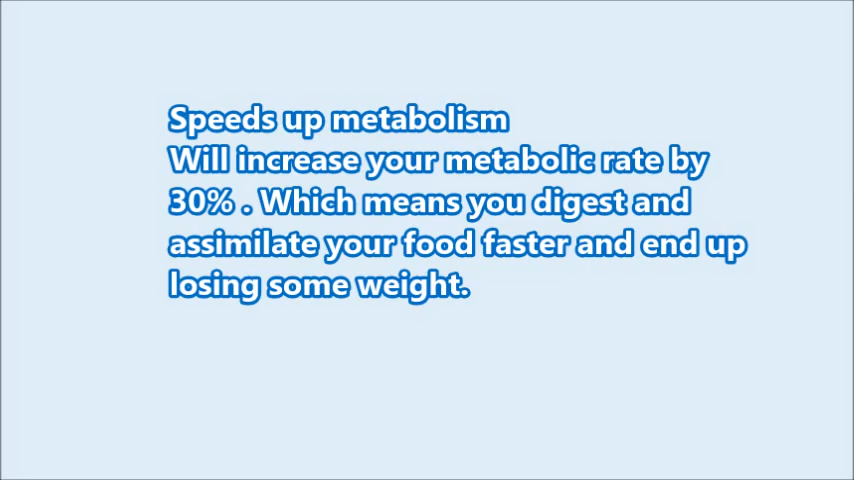 Speeds up metabolism
Will increase your metabolic rate by
30% . Which means you digest and
assimilate your food faster and end up
losing some weight.